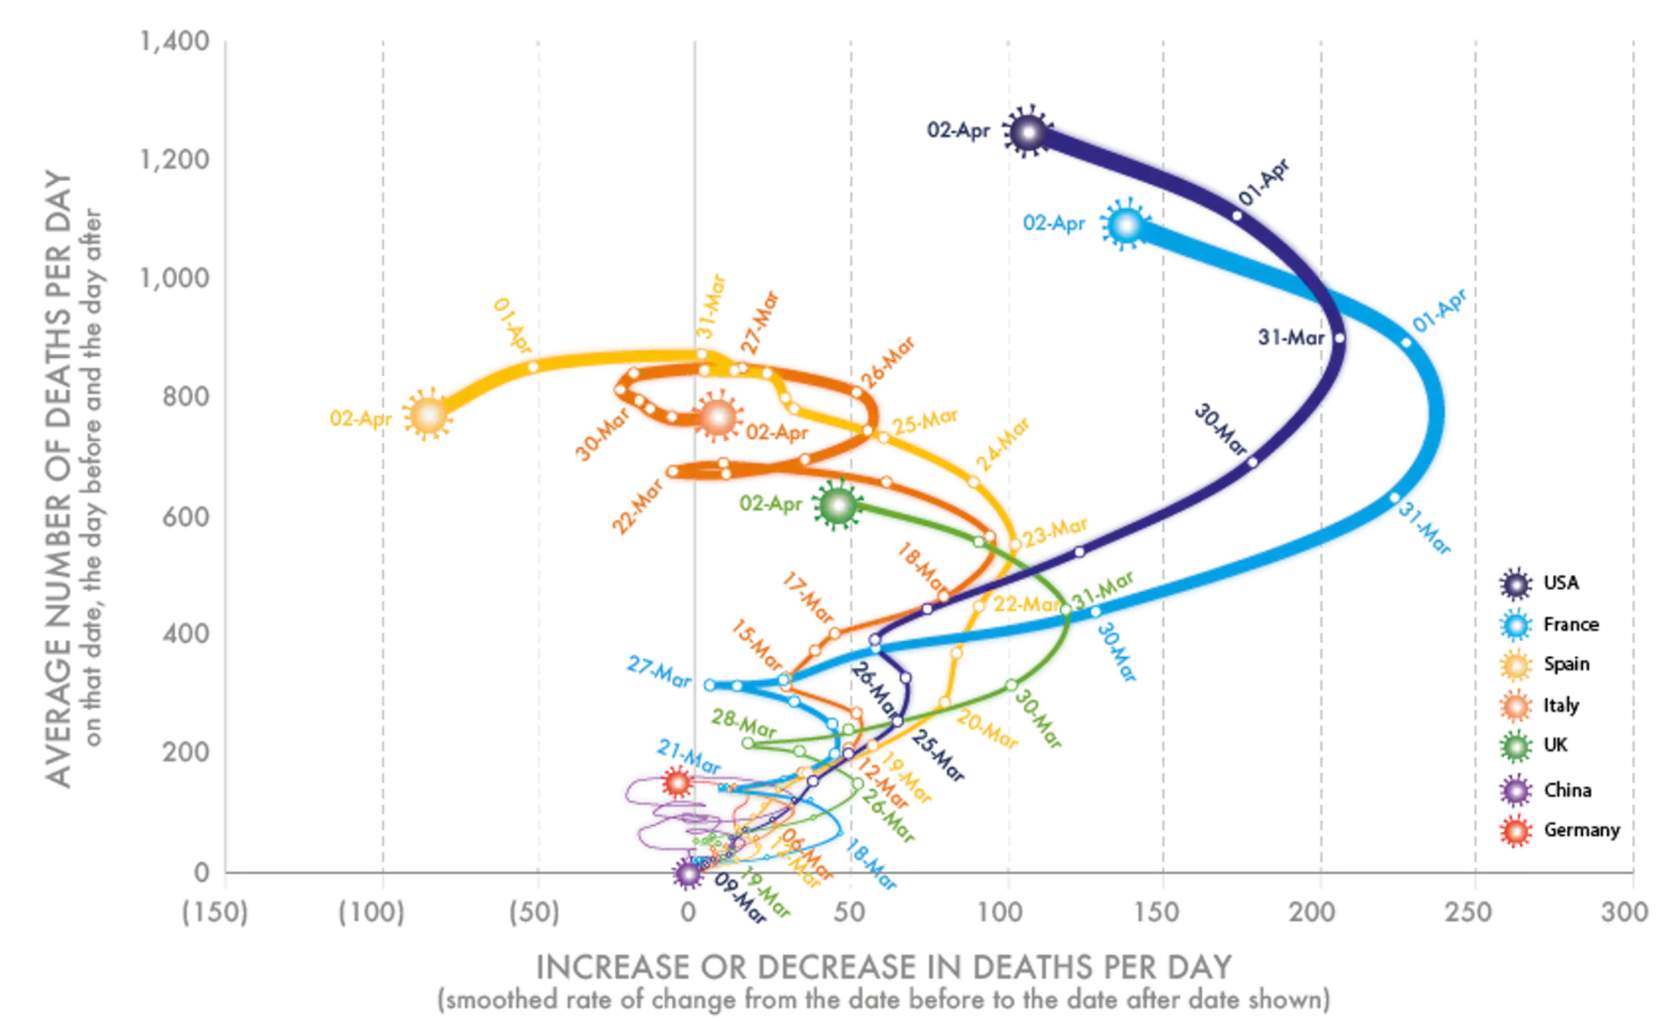 1,400
1,200
1,000
800
600
400
200
0
AVERAGE NUMBER OF DEATHS PER DAY
on that date, the day before and the day after
02-Apr
01-Apr
02-Apr
01-Apr
31-Mar
30-Mar
31-Mar
01-Apr
31-Mar
27-Mar
26-Mar
02-Apr
30-Mar
02-Apr
25-Mar
24-Mar
22-Mar
02-Apr
23-Mar
18-Mar
22-Mar
31-Mar
17-Mar
15-Mar
30-Mar
27-Mar
26-Mar
30-Mar
28-Mar
20-Mar
25-Mar
21-Mar
19-Mar
12-Mar
26-Mar
06-Mar
12-Mar
18-Mar
19-Mar
09-Mar
USA
France
Spain
Italy
UK
China
Germany
(150)
(100)
(50)
0
50
100
150
200
250
300
INCREASE OR DECREASE IN DEATHS PER DAY
(smoothed rate of change from the date before to the date after date shown)